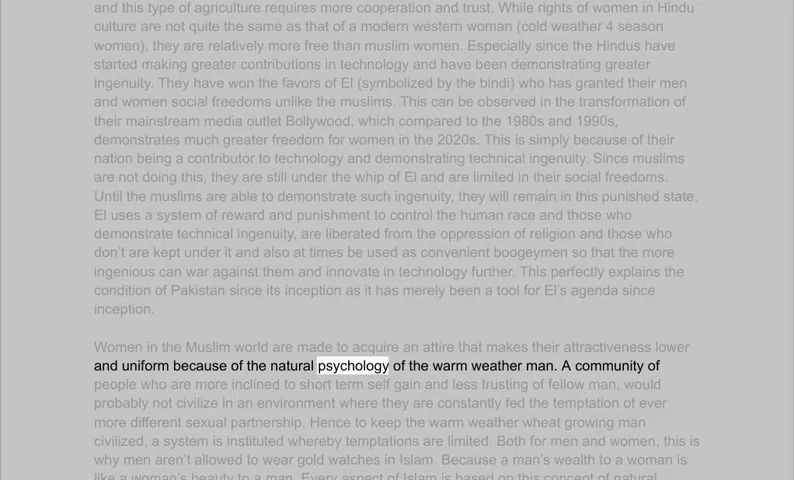 and this type of agriculture requires more cooperation and trust. While rights of women in Hindu
culture are not quite the same as that of a modern western woman (cold weather 4 season
women), they are relatively more free than muslim women. Especially since the Hindus have
started making greater contributions in technology and have been demonstrating greater
ingenuity. They have won the favors of El (symbolized by the bindi) who has granted their men
and women social freedoms unlike the muslims. This can be observed in the transformation of
their mainstream media outlet Bollywood, which compared to the 1980s and 1990s,
demonstrates much greater freedom for women in the 2020s. This is simply because of their
nation being a contributor to technology and demonstrating technical ingenuity. Since muslims
are not doing this, they are still under the whip of El and are limited in their social freedoms.
Until the muslims are able to demonstrate such ingenuity, they will remain in this punished state.
El uses a system of reward and punishment to control the human race and those who
demonstrate technical ingenuity, are liberated from the oppression of religion and those who
don’t are kept under it and also at times be used as convenient boogeymen so that the more
ingenious can war against them and innovate in technology further. This perfectly explains the
condition of Pakistan since its inception as it has merely been a tool for El’s agenda since
inception.
Women in the Muslim world are made to acquire an attire that makes their attractiveness lower
and uniform because of the natural psychology of the warm weather man. A community of
people who are more inclined to short term self gain and less trusting of fellow man, would
probably not civilize in an environment where they are constantly fed the temptation of ever
more different sexual partnership. Hence to keep the warm weather wheat growing man
civilized, a system is instituted whereby temptations are limited. Both for men and women, this is
why men aren’t allowed to wear gold watches in Islam. Because a man’s wealth to a woman is
like a woman’s beauty to a man. Every aspect of Islam is based on this concept of natural